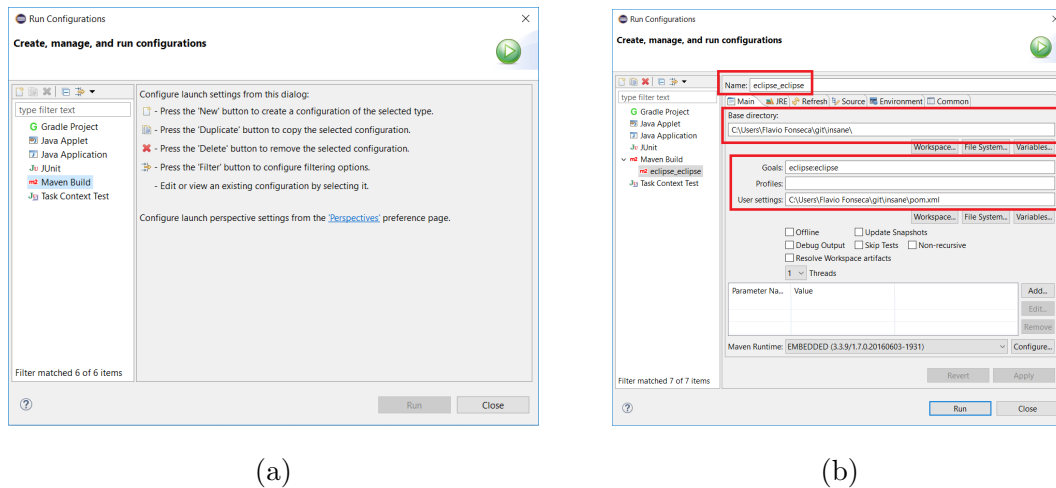 Run Configurations
Create, manage, and run configurations
type filter text
Gradle Project
Java Applet
Java Application
JUnit
Maven Build
Task Context Test
Filter matched 6 of 6 items
Configure launch settings from this dialog:
- Press the 'New' button to create a configuration of the selected type.
- Press the 'Duplicate' button to copy the selected configuration.
- Press the 'Delete' button to remove the selected configuration.
- Press the 'Filter' button to configure filtering options.
- Edit or view an existing configuration by selecting it.
Configure launch perspective settings from the 'Perspectives' preference page.
Run Close
(a)
Run Configurations
Create, manage, and run configurations
type filter text
Gradle Project
Java Applet
Java Application
JUnit
Maven Build
eclipse_eclipse
Task Context Test
Filter matched 7 of 7 items
Name: eclipse_eclipse
Main JRE Refresh Source Environment Common
Base directory:
C:\Users\Flavio Fonseca\git\insane\
Workspace... File System... Variables...
Goals: eclipse:eclipse
Profiles:
User settings: C:\Users\Flavio Fonseca\git\insane\pom.xml
Workspace... File System... Variables...
Offline Update Snapshots
Debug Output Skip Tests Non-recursive
Resolve Workspace artifacts
1 Threads
Parameter Na... Value Add...
Edit...
Remove
Maven Runtime: EMBEDDED (3.3.9/1.7.0.20160603-1931) Configure...
Revert Apply
Run Close
(b)